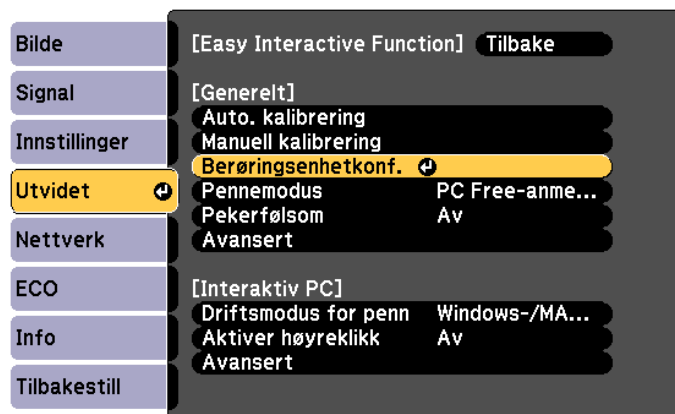 Bilde
Signal
Innstillinger
Utvidet
Nettverk
ECO
Info
Tilbakestill
[Easy Interactive Function] Tilbake
[Generelt]
Auto. kalibrering
Manuell kalibrering
Berøringsenhetkonf.
Pennemodus PC Free-anme...
Pekerfølsom Av
Avansert
[Interaktiv PC]
Driftsmodus for penn Windows-/MA...
Aktiver høyreklikk Av
Avansert